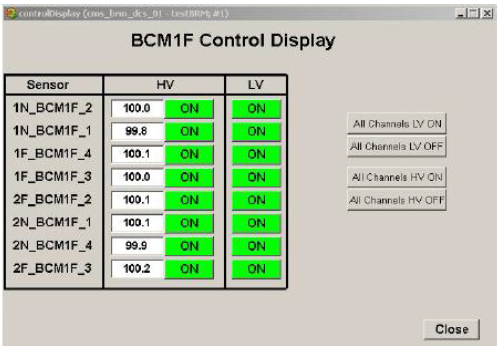 controlDisplay (cms_brm_dcs_01 - testBRM; #1)
BCM1F Control Display
Sensor HV LV
1N_BCM1F_2 100.0 ON ON
1N_BCM1F_1 99.8 ON ON
1F_BCM1F_4 100.1 ON ON
1F_BCM1F_3 100.0 ON ON
2F_BCM1F_2 100.1 ON ON
2N_BCM1F_1 100.1 ON ON
2N_BCM1F_4 99.9 ON ON
2F_BCM1F_3 100.2 ON ON
All Channels LV ON
All Channels LV OFF
All Channels HV ON
All Channels HV OFF
Close